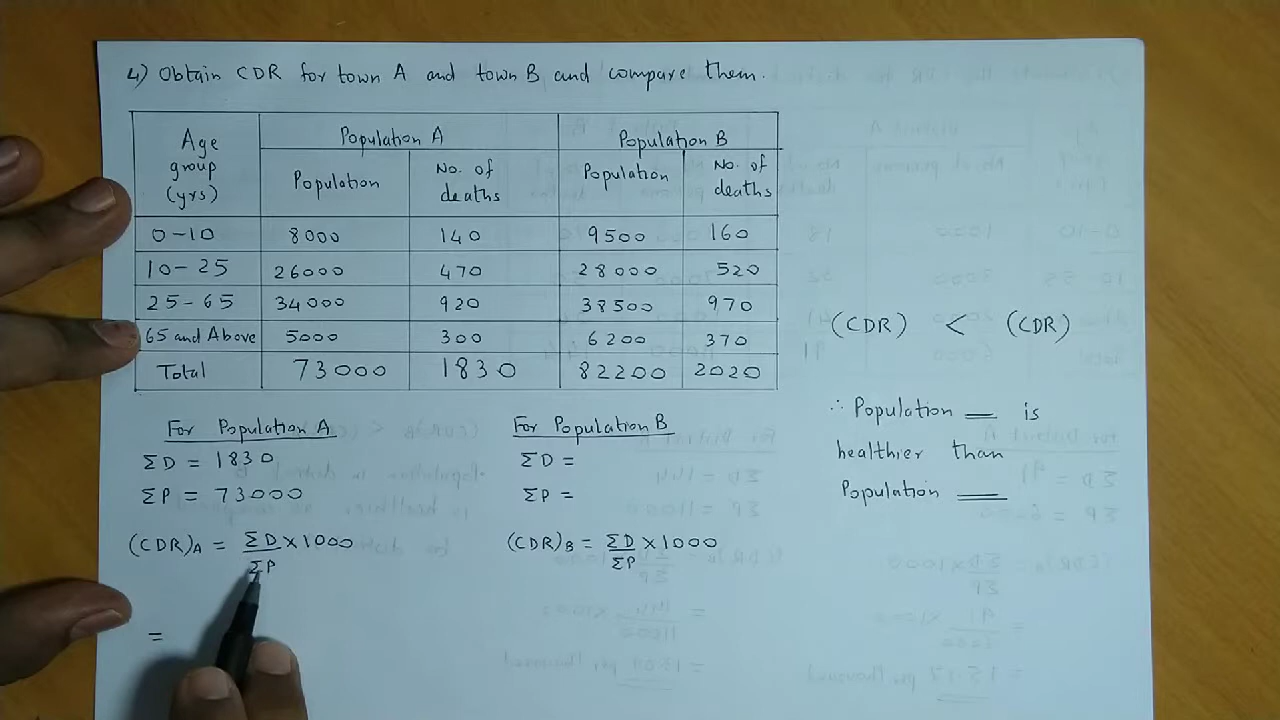 4) Obtain CDR for town A and town B and compare them.
Age group (yrs) Population A Population B
Population No. of deaths Population No. of deaths
0-10 8000 140 9500 160
10-25 26000 470 28000 520
25-65 34000 920 38500 970
65 and Above 5000 300 6200 370
Total 73000 1830 82200 2020
(CDR) < (CDR)
∴ Population __ is
healthier than
Population __
For Population A
ΣD = 1830
ΣP = 73000
(CDR)A = ΣD/ΣP × 1000
=
For Population B
ΣD =
ΣP =
(CDR)B = ΣD/ΣP × 1000